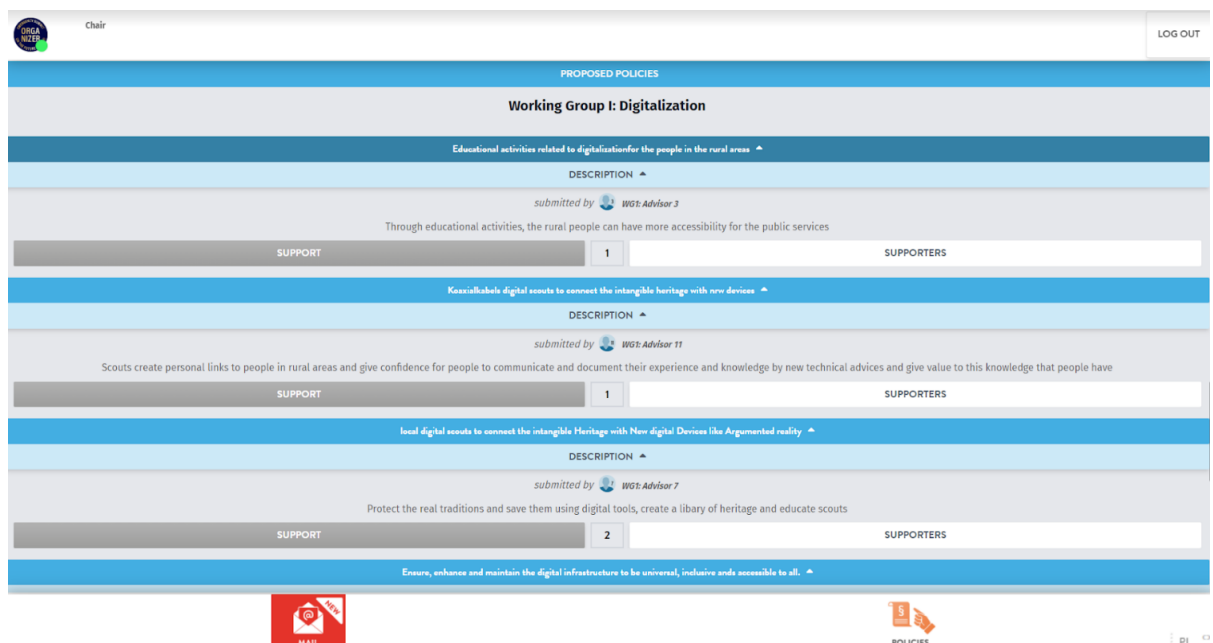 ORGA
NIZER
Chair
LOG OUT
PROPOSED POLICIES
Working Group I: Digitalization
Educational activities related to digitalizationfor the people in the rural areas
DESCRIPTION
submitted by WG1: Advisor 3
Through educational activities, the rural people can have more accessibility for the public services
SUPPORT 1 SUPPORTERS
Koaxialkabels digital scouts to connect the intangible heritage with nrw devices
DESCRIPTION
submitted by WG1: Advisor 11
Scouts create personal links to people in rural areas and give confidence for people to communicate and document their experience and knowledge by new technical advices and give value to this knowledge that people have
SUPPORT 1 SUPPORTERS
local digital scouts to connect the intangible Heritage with New digital Devices like Argumented reality
DESCRIPTION
submitted by WG1: Advisor 7
Protect the real traditions and save them using digital tools, create a libary of heritage and educate scouts
SUPPORT 2 SUPPORTERS
Ensure, enhance and maintain the digital infrastructure to be universal, inclusive ands accessible to all.
NEW
MAIL POLICIES